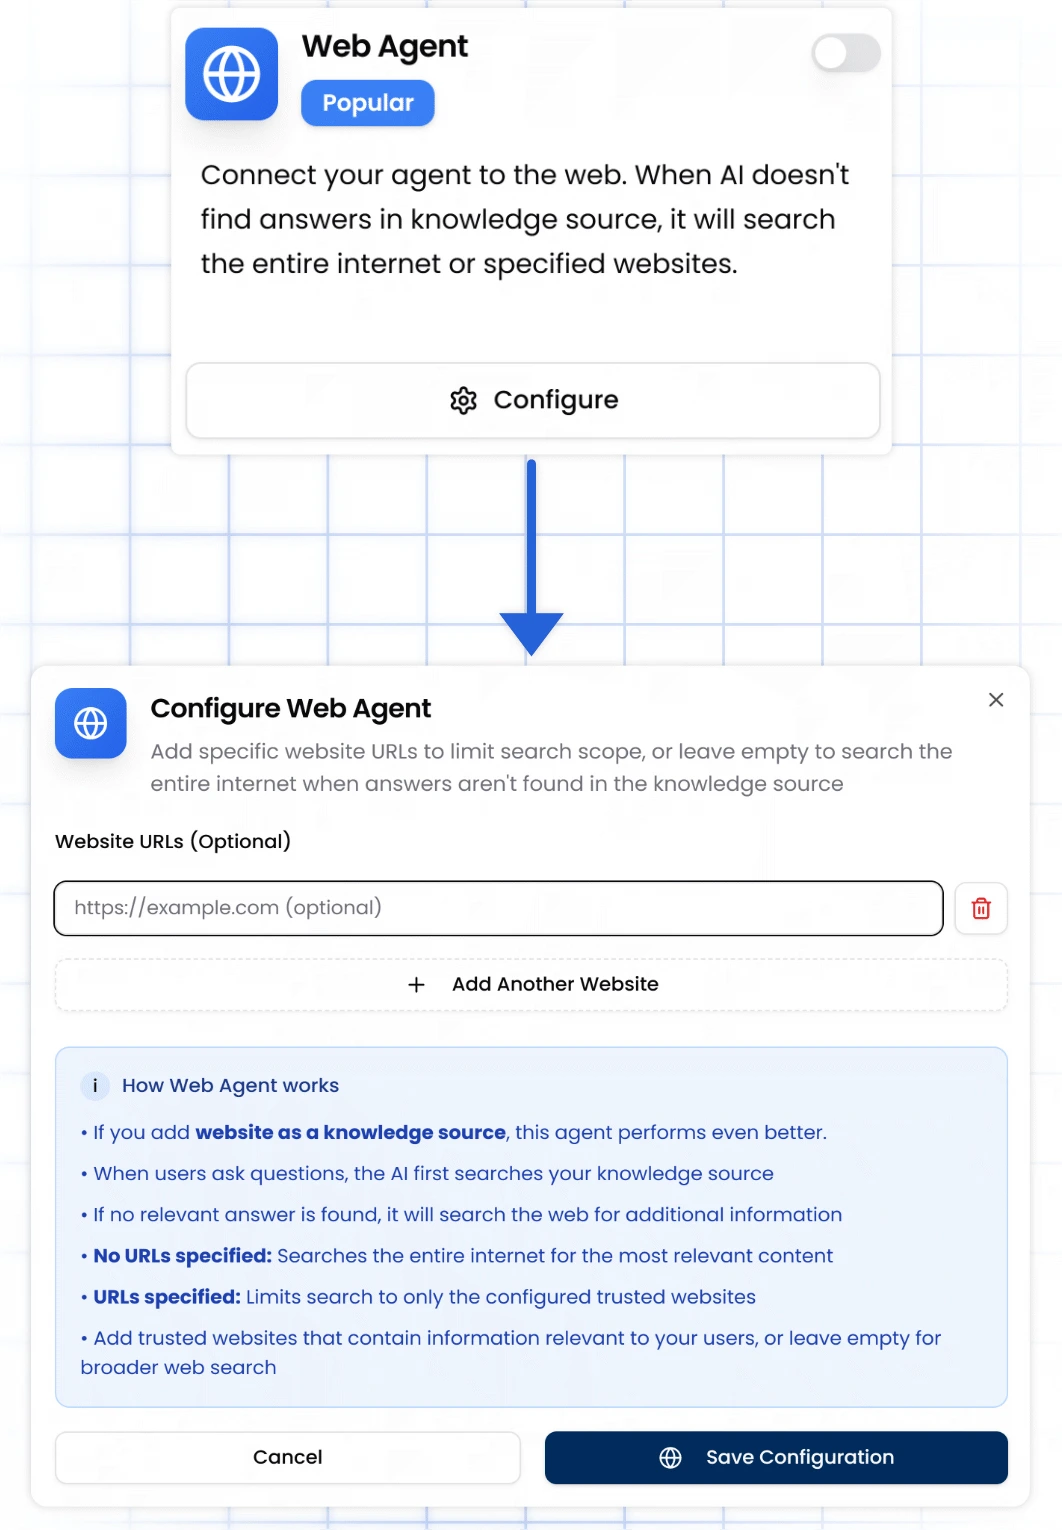 Web Agent
Popular
Connect your agent to the web. When AI doesn't
find answers in knowledge source, it will search
the entire internet or specified websites.
Configure
Configure Web Agent
Add specific website URLs to limit search scope, or leave empty to search the
entire internet when answers aren't found in the knowledge source
Website URLs (Optional)
https://example.com (optional)
Add Another Website
i How Web Agent works
• If you add website as a knowledge source, this agent performs even better.
• When users ask questions, the AI first searches your knowledge source
• If no relevant answer is found, it will search the web for additional information
• No URLs specified: Searches the entire internet for the most relevant content
• URLs specified: Limits search to only the configured trusted websites
• Add trusted websites that contain information relevant to your users, or leave empty for
broader web search
Cancel
Save Configuration